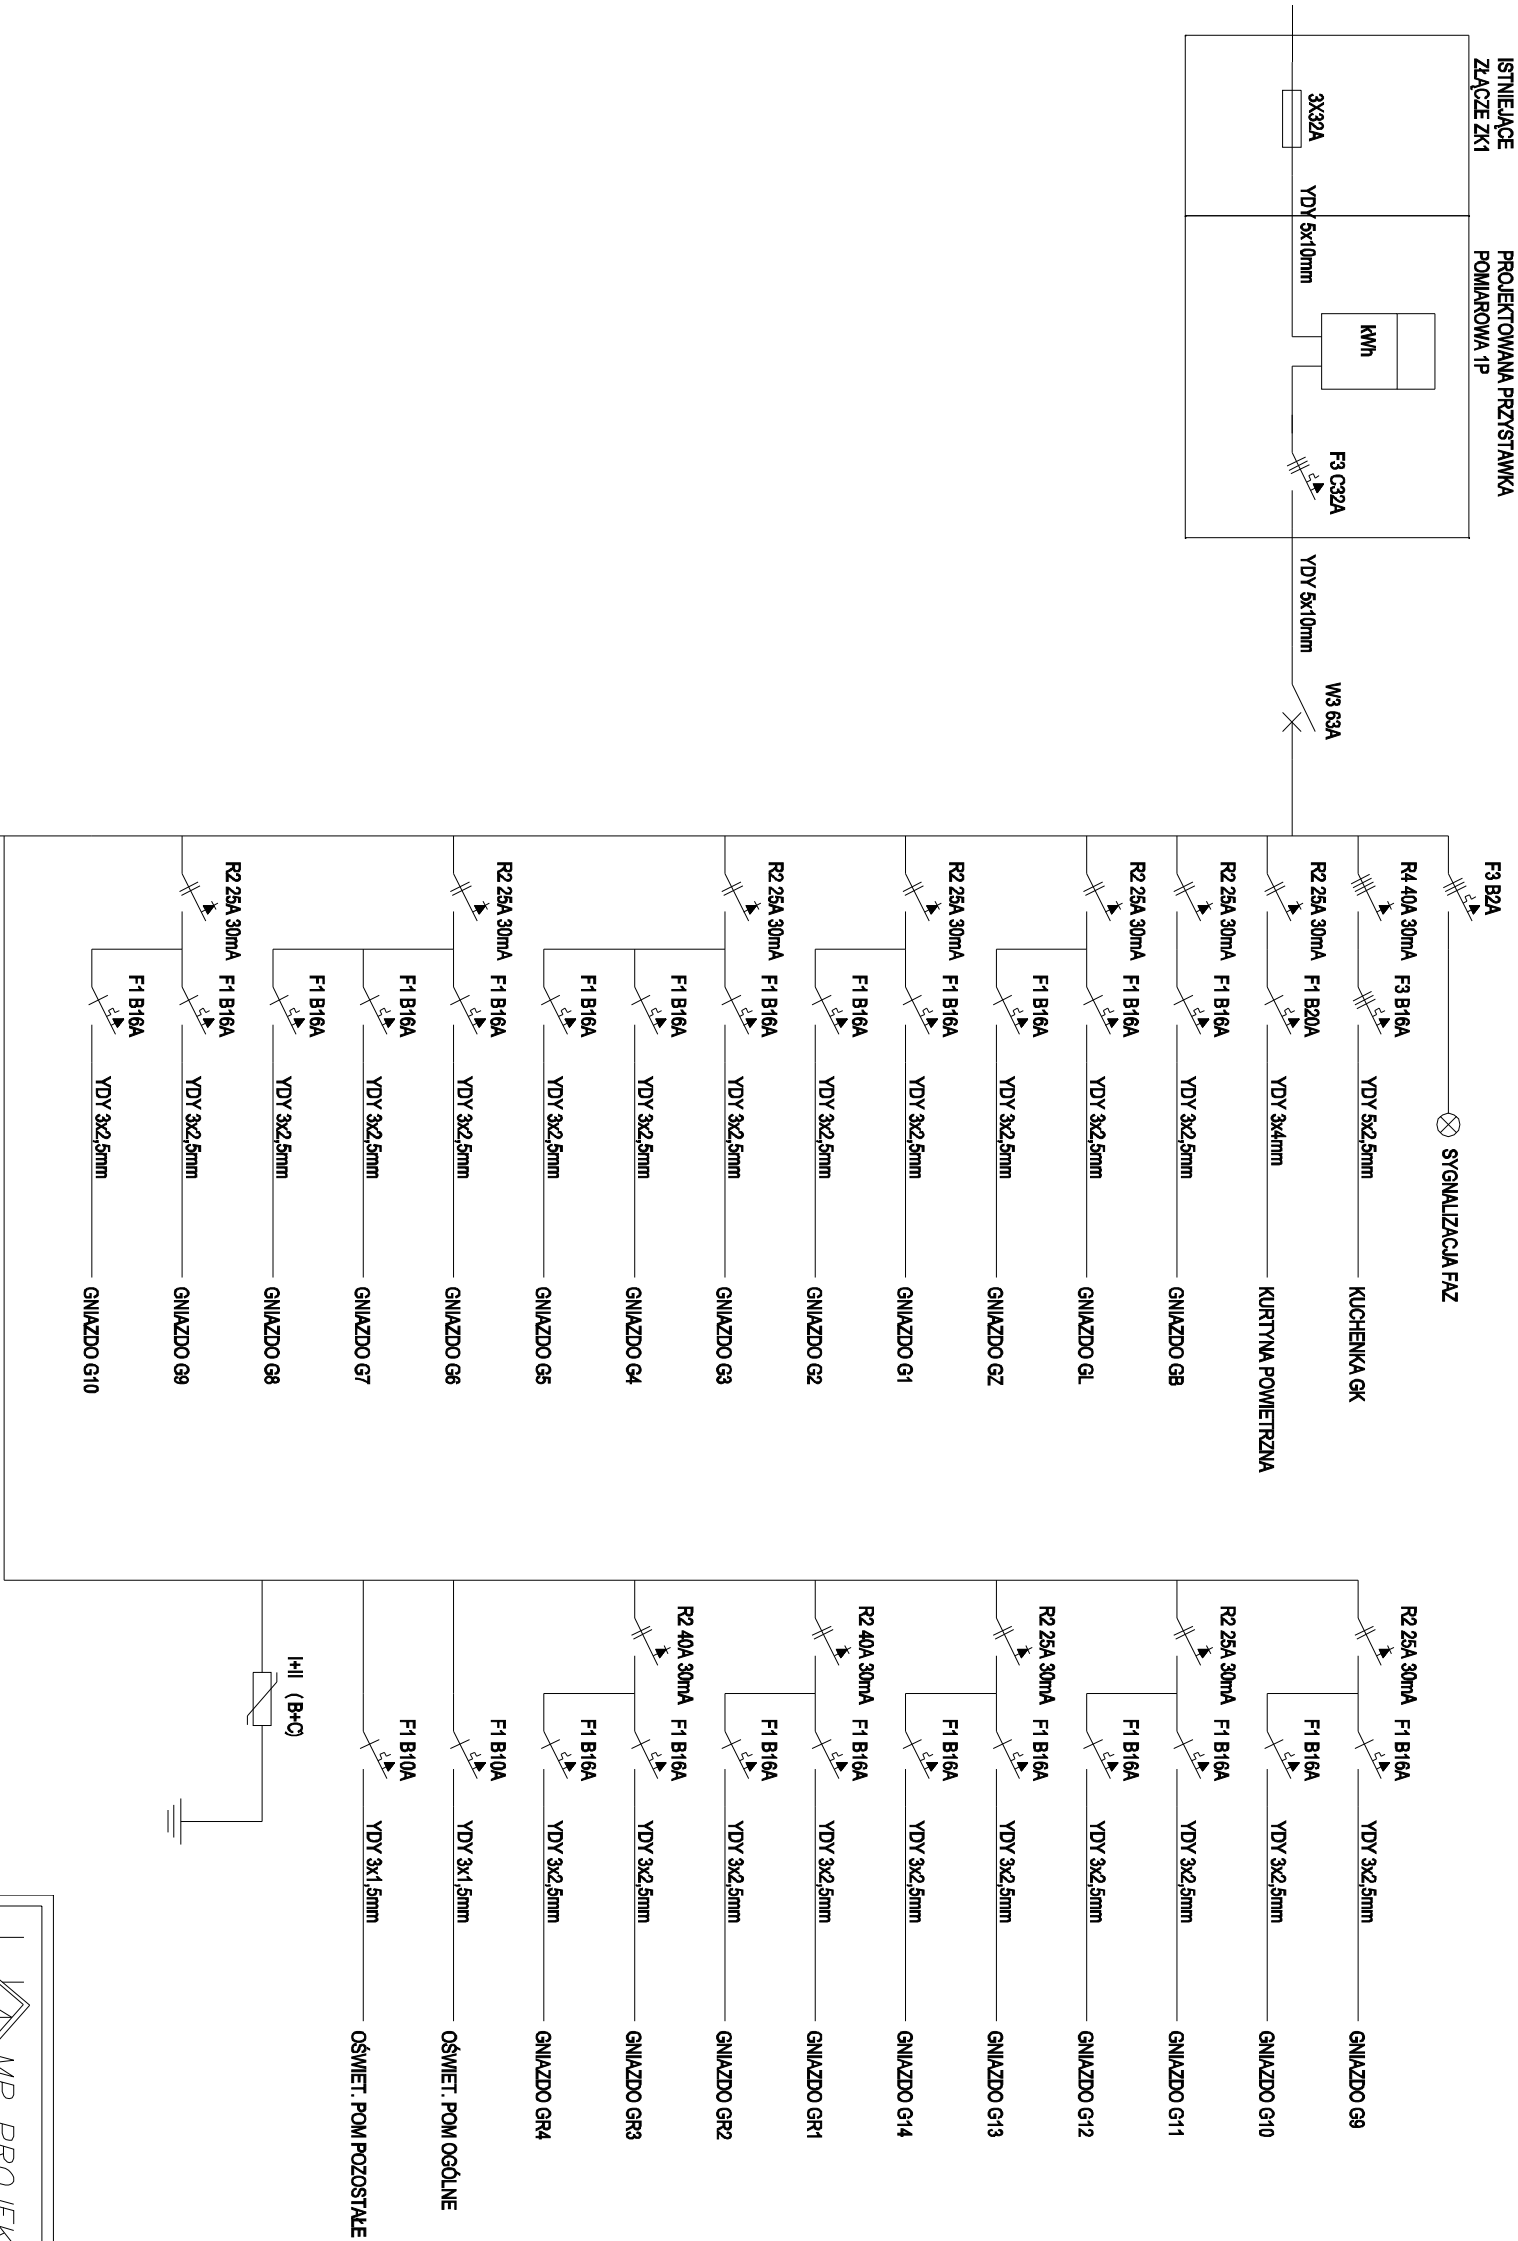 ISTNIEJĄCE
ZŁĄCZE ZK1
3X32A
YDY 5x10mm
PROJEKTOWANA PRZYSTAWKA
POMIAROWA 1P
kWh
F3 C32A
YDY 5x10mm
W3 63A
F3 B2A
SYGNALIZACJA FAZ
R4 40A 30mA
F3 B16A
YDY 5x2,5mm
KUCHENKA GK
R2 25A 30mA
F1 B20A
YDY 3x4mm
KURTYNA POWIETRZNA
R2 25A 30mA
F1 B16A
YDY 3x2,5mm
GNIAZDO GB
R2 25A 30mA
F1 B16A
YDY 3x2,5mm
GNIAZDO GL
F1 B16A
YDY 3x2,5mm
GNIAZDO GZ
R2 25A 30mA
F1 B16A
YDY 3x2,5mm
GNIAZDO G1
F1 B16A
YDY 3x2,5mm
GNIAZDO G2
R2 25A 30mA
F1 B16A
YDY 3x2,5mm
GNIAZDO G3
F1 B16A
YDY 3x2,5mm
GNIAZDO G4
F1 B16A
YDY 3x2,5mm
GNIAZDO G5
R2 25A 30mA
F1 B16A
YDY 3x2,5mm
GNIAZDO G6
F1 B16A
YDY 3x2,5mm
GNIAZDO G7
F1 B16A
YDY 3x2,5mm
GNIAZDO G8
R2 25A 30mA
F1 B16A
YDY 3x2,5mm
GNIAZDO G9
F1 B16A
YDY 3x2,5mm
GNIAZDO G10
R2 25A 30mA
F1 B16A
YDY 3x2,5mm
GNIAZDO G9
F1 B16A
YDY 3x2,5mm
GNIAZDO G10
R2 25A 30mA
F1 B16A
YDY 3x2,5mm
GNIAZDO G11
F1 B16A
YDY 3x2,5mm
GNIAZDO G12
R2 25A 30mA
F1 B16A
YDY 3x2,5mm
GNIAZDO G13
F1 B16A
YDY 3x2,5mm
GNIAZDO G14
R2 40A 30mA
F1 B16A
YDY 3x2,5mm
GNIAZDO GR1
F1 B16A
YDY 3x2,5mm
GNIAZDO GR2
R2 40A 30mA
F1 B16A
YDY 3x2,5mm
GNIAZDO GR3
F1 B16A
YDY 3x2,5mm
GNIAZDO GR4
F1 B10A
YDY 3x1,5mm
OŚWIET. POM OGÓLNE
F1 B10A
YDY 3x1,5mm
OŚWIET. POM POZOSTAŁE
I+II (B+C)
MP PROJEK